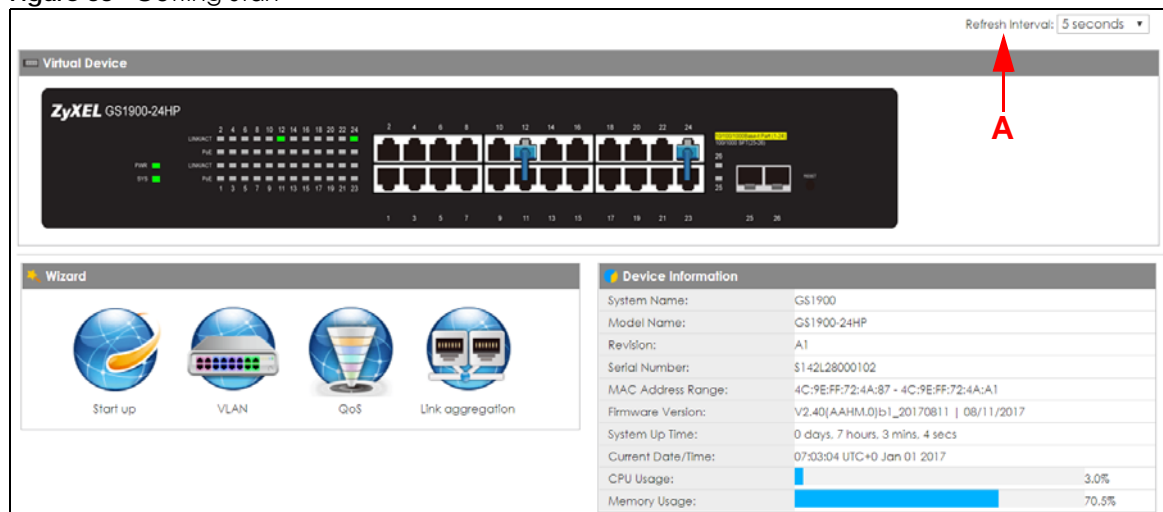 Refresh Interval: 5 seconds
A
Virtual Device
ZyXEL GS1900-24HP
2 4 6 8 10 12 14 16 18 20 22 24
LINK/ACT
PoE
PWR LINK/ACT
SYS PoE
1 3 5 7 9 11 13 15 17 19 21 23
2 4 6 8 10 12 14 16 18 20 22 24
1 3 5 7 9 11 13 15 17 19 21 23
26
25
25 26
RESET
Wizard
Start up
VLAN
QoS
Link aggregation
Device Information
System Name: GS1900
Model Name: GS1900-24HP
Revision: A1
Serial Number: S142L28000102
MAC Address Range: 4C:9E:FF:72:4A:87 - 4C:9E:FF:72:4A:A1
Firmware Version: V2.40(AAHM.0)b1_20170811 | 08/11/2017
System Up Time: 0 days, 7 hours, 3 mins, 4 secs
Current Date/Time: 07:03:04 UTC+0 Jan 01 2017
CPU Usage: 3.0%
Memory Usage: 70.5%